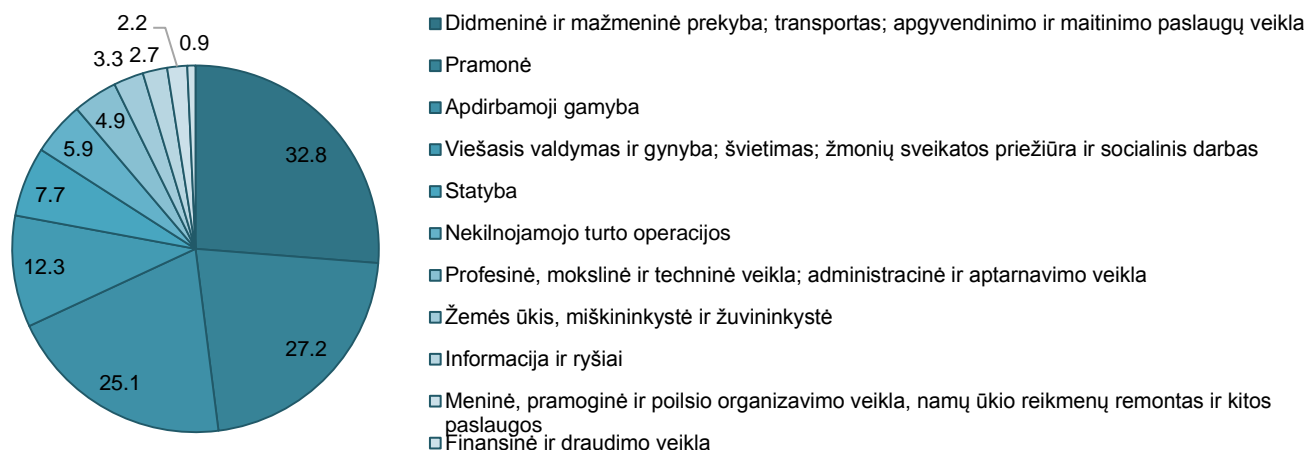 2.2
0.9
3.3
2.7
4.9
5.9
7.7
12.3
25.1
27.2
32.8
Didmeninė ir mažmeninė prekyba; transportas; apgyvendinimo ir maitinimo paslaugų veikla
Pramonė
Apdirbamoji gamyba
Viešasis valdymas ir gynyba; švietimas; žmonių sveikatos priežiūra ir socialinis darbas
Statyba
Nekilnojamojo turto operacijos
Profesinė, mokslinė ir techninė veikla; administracinė ir aptarnavimo veikla
Žemės ūkis, miškininkystė ir žuvininkystė
Informacija ir ryšiai
Meninė, pramoginė ir poilsio organizavimo veikla, namų ūkio reikmenų remontas ir kitos
paslaugos
Finansinė ir draudimo veikla